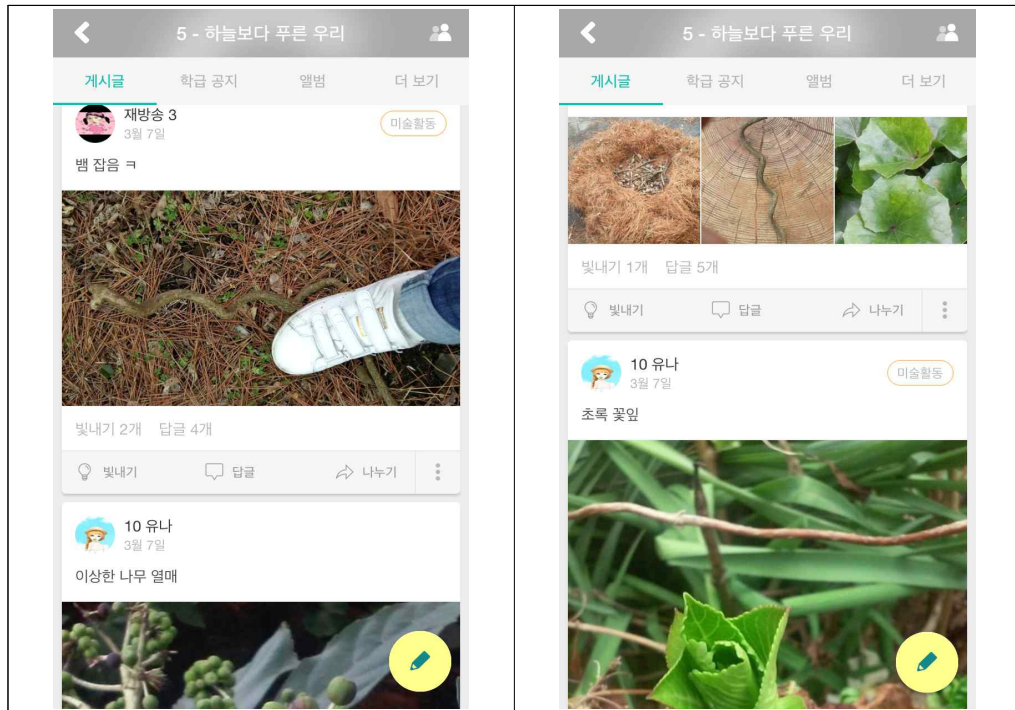 5 - 하늘보다 푸른 우리
게시글 학급 공지 앨범 더 보기
재방송 3
3월 7일
미술활동
뱀 잡음 ㅋ
빛내기 2개 답글 4개
빛내기 답글 나누기
10 유나
3월 7일
이상한 나무 열매
5 - 하늘보다 푸른 우리
게시글 학급 공지 앨범 더 보기
빛내기 1개 답글 5개
빛내기 답글 나누기
10 유나
3월 7일
미술활동
초록 꽃잎